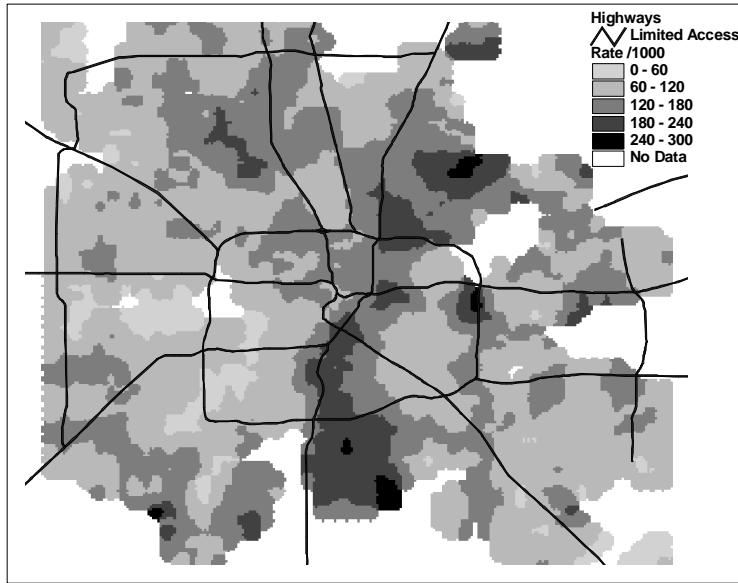 Highways
Limited Access
Rate /1000
0 - 60
60 - 120
120 - 180
180 - 240
240 - 300
No Data